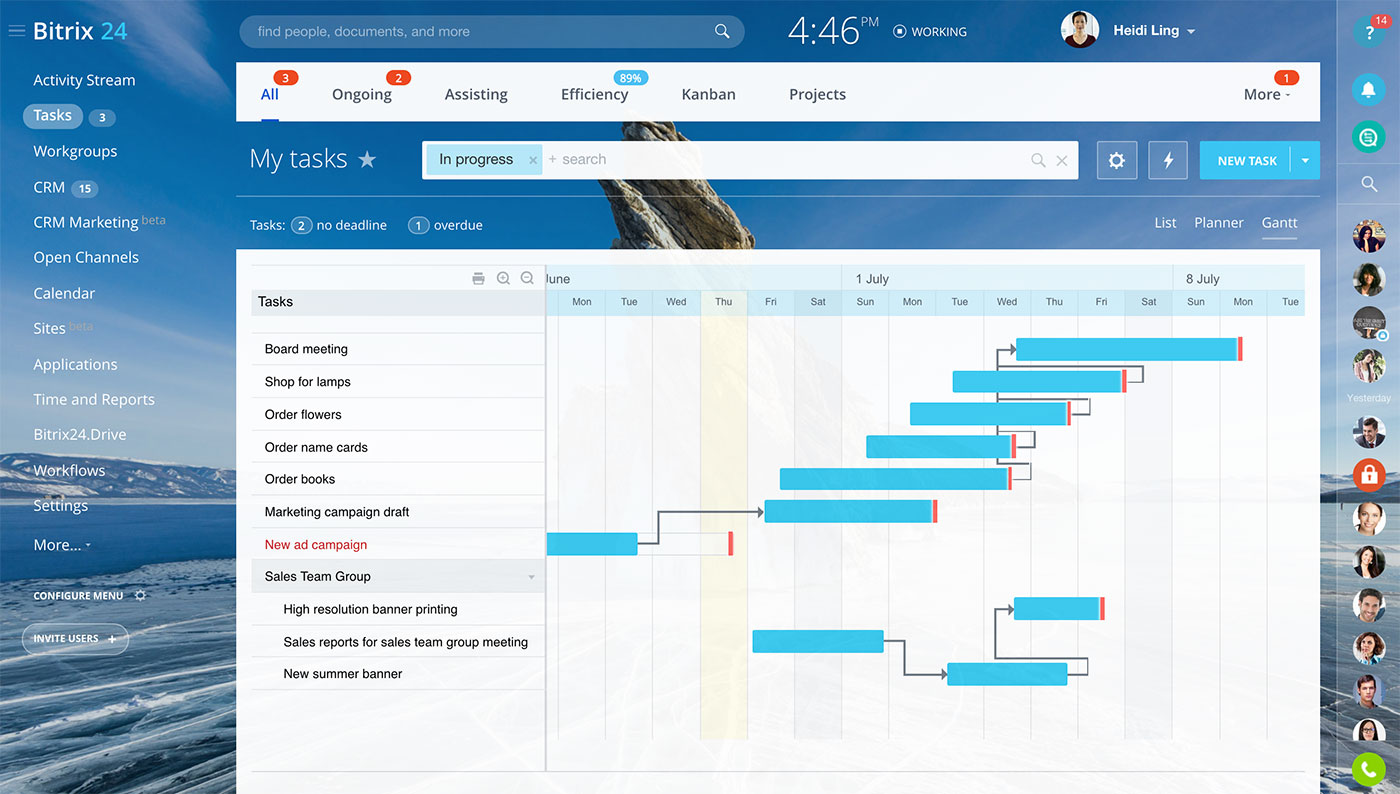 Bitrix 24
find people, documents, and more
4:46 PM
WORKING
Heidi Ling
14
?
Activity Stream
Tasks 3
Workgroups
CRM 15
CRM Marketing beta
Open Channels
Calendar
Sites beta
Applications
Time and Reports
Bitrix24.Drive
Workflows
Settings
More...
CONFIGURE MENU
INVITE USERS +
3 2 89% 1
All Ongoing Assisting Efficiency Kanban Projects More
My tasks
In progress × + search
NEW TASK
Tasks: 2 no deadline 1 overdue
List Planner Gantt
June 1 July 8 July
Tasks
Mon Tue Wed Thu Fri Sat Sun Mon Tue Wed Thu Fri Sat Sun Mon Tue
Board meeting
Shop for lamps
Order flowers
Order name cards
Order books
Marketing campaign draft
New ad campaign
Sales Team Group
High resolution banner printing
Sales reports for sales team group meeting
New summer banner
Yesterday